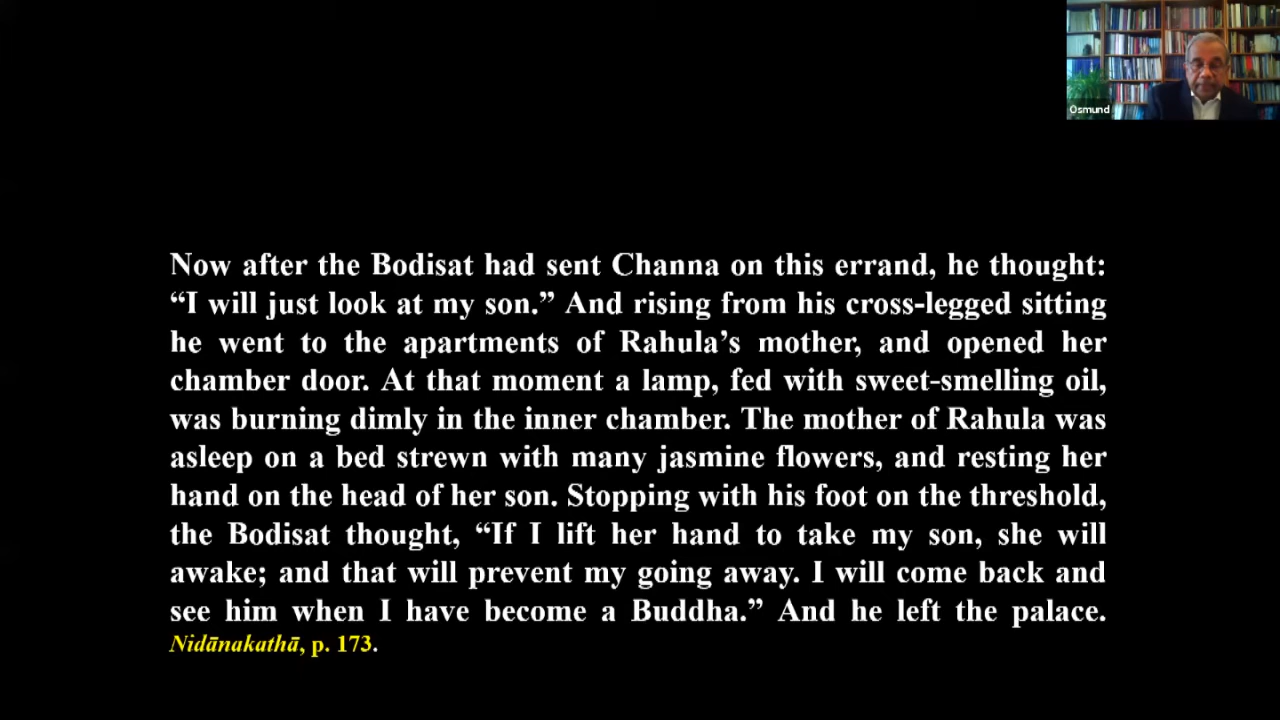 Osmund
Now after the Bodisat had sent Channa on this errand, he thought:
“I will just look at my son.” And rising from his cross-legged sitting
he went to the apartments of Rahula’s mother, and opened her
chamber door. At that moment a lamp, fed with sweet-smelling oil,
was burning dimly in the inner chamber. The mother of Rahula was
asleep on a bed strewn with many jasmine flowers, and resting her
hand on the head of her son. Stopping with his foot on the threshold,
the Bodisat thought, “If I lift her hand to take my son, she will
awake; and that will prevent my going away. I will come back and
see him when I have become a Buddha.” And he left the palace.
Nidānakathā, p. 173.